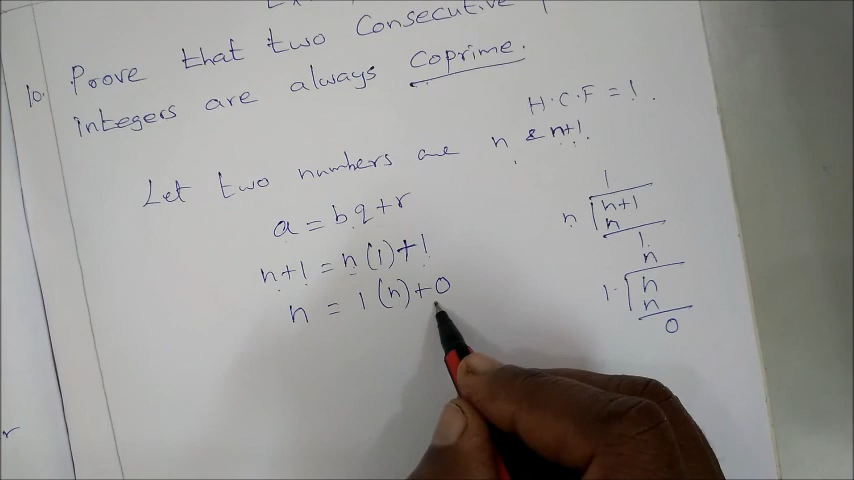 10. Prove that two Consecutive
integers are always Coprime.
H.C.F = 1.
Let two numbers are n & n+1.
a = bq+r
n+1 = n(1)+1
n = 1(n)+0
1
n n+1
n
1.
n
1. n
n
0